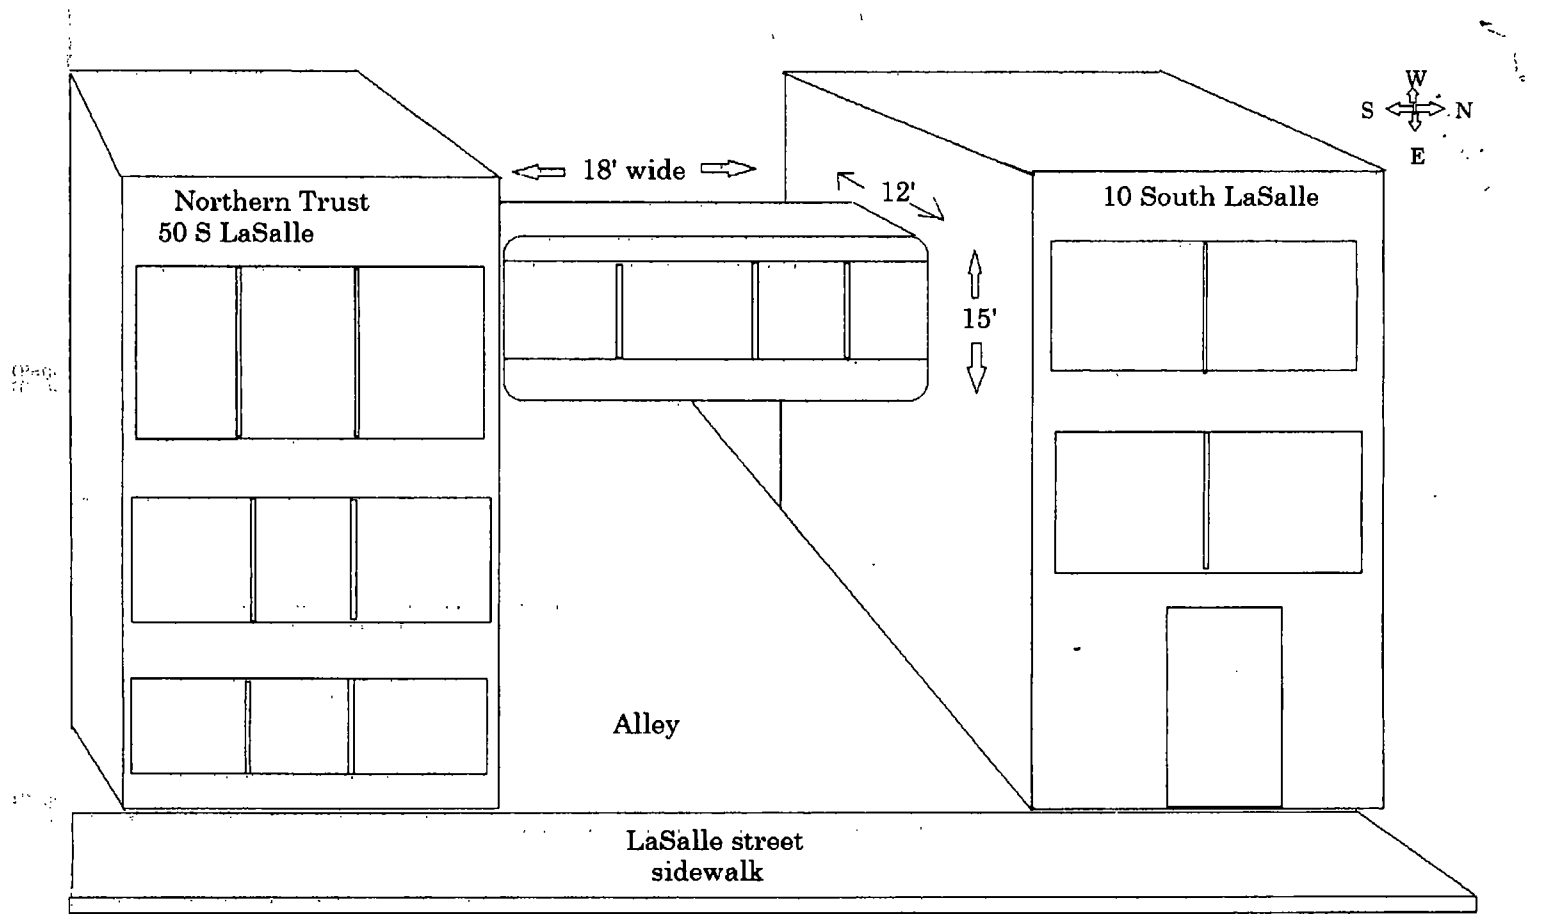 W
S N
E
18' wide
12'
Northern Trust
50 S LaSalle
10 South LaSalle
15'
Alley
LaSalle street
sidewalk